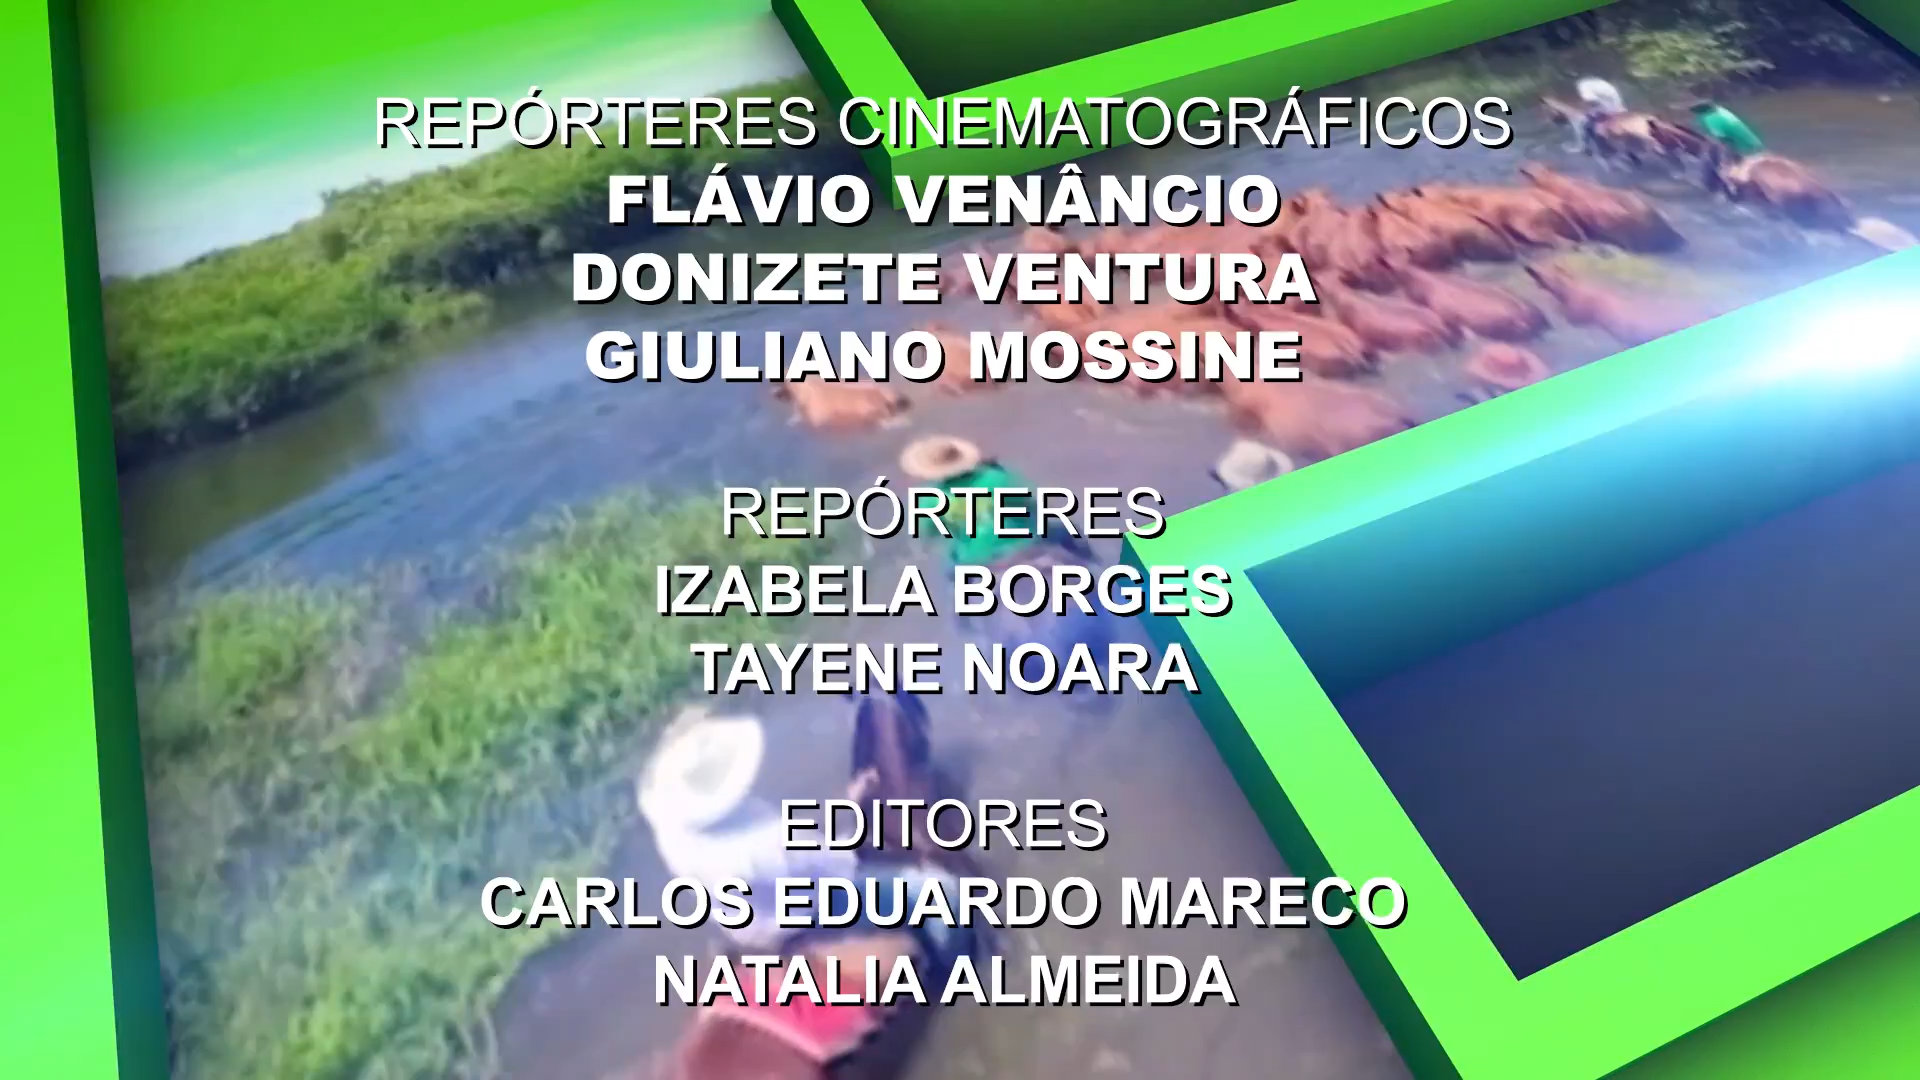 REPÓRTERES CINEMATOGRÁFICOS
FLÁVIO VENÂNCIO
DONIZETE VENTURA
GIULIANO MOSSINE
REPÓRTERES
IZABELA BORGES
TAYENE NOARA
EDITORES
CARLOS EDUARDO MARECO
NATALIA ALMEIDA